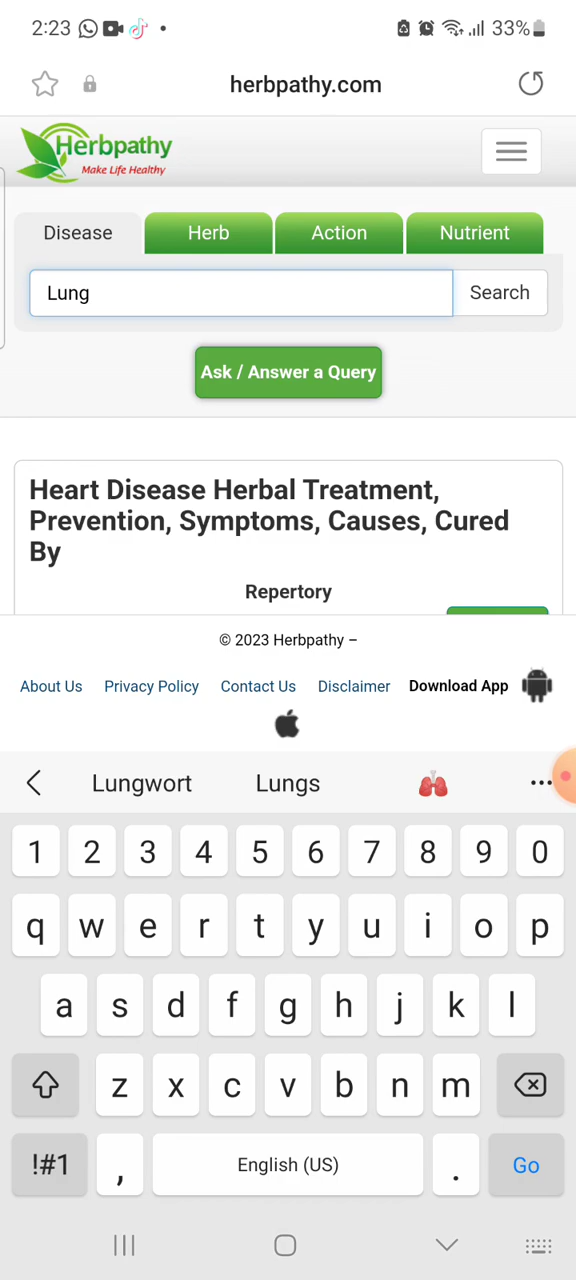 2:23 33%
herbpathy.com
Herbpathy
Make Life Healthy
Disease Herb Action Nutrient
Lung Search
Ask / Answer a Query
Heart Disease Herbal Treatment,
Prevention, Symptoms, Causes, Cured
By
Repertory
© 2023 Herbpathy –
About Us Privacy Policy Contact Us Disclaimer Download App
Lungwort Lungs
1 2 3 4 5 6 7 8 9 0
q w e r t y u i o p
a s d f g h j k l
z x c v b n m
!#1 , English (US) . Go